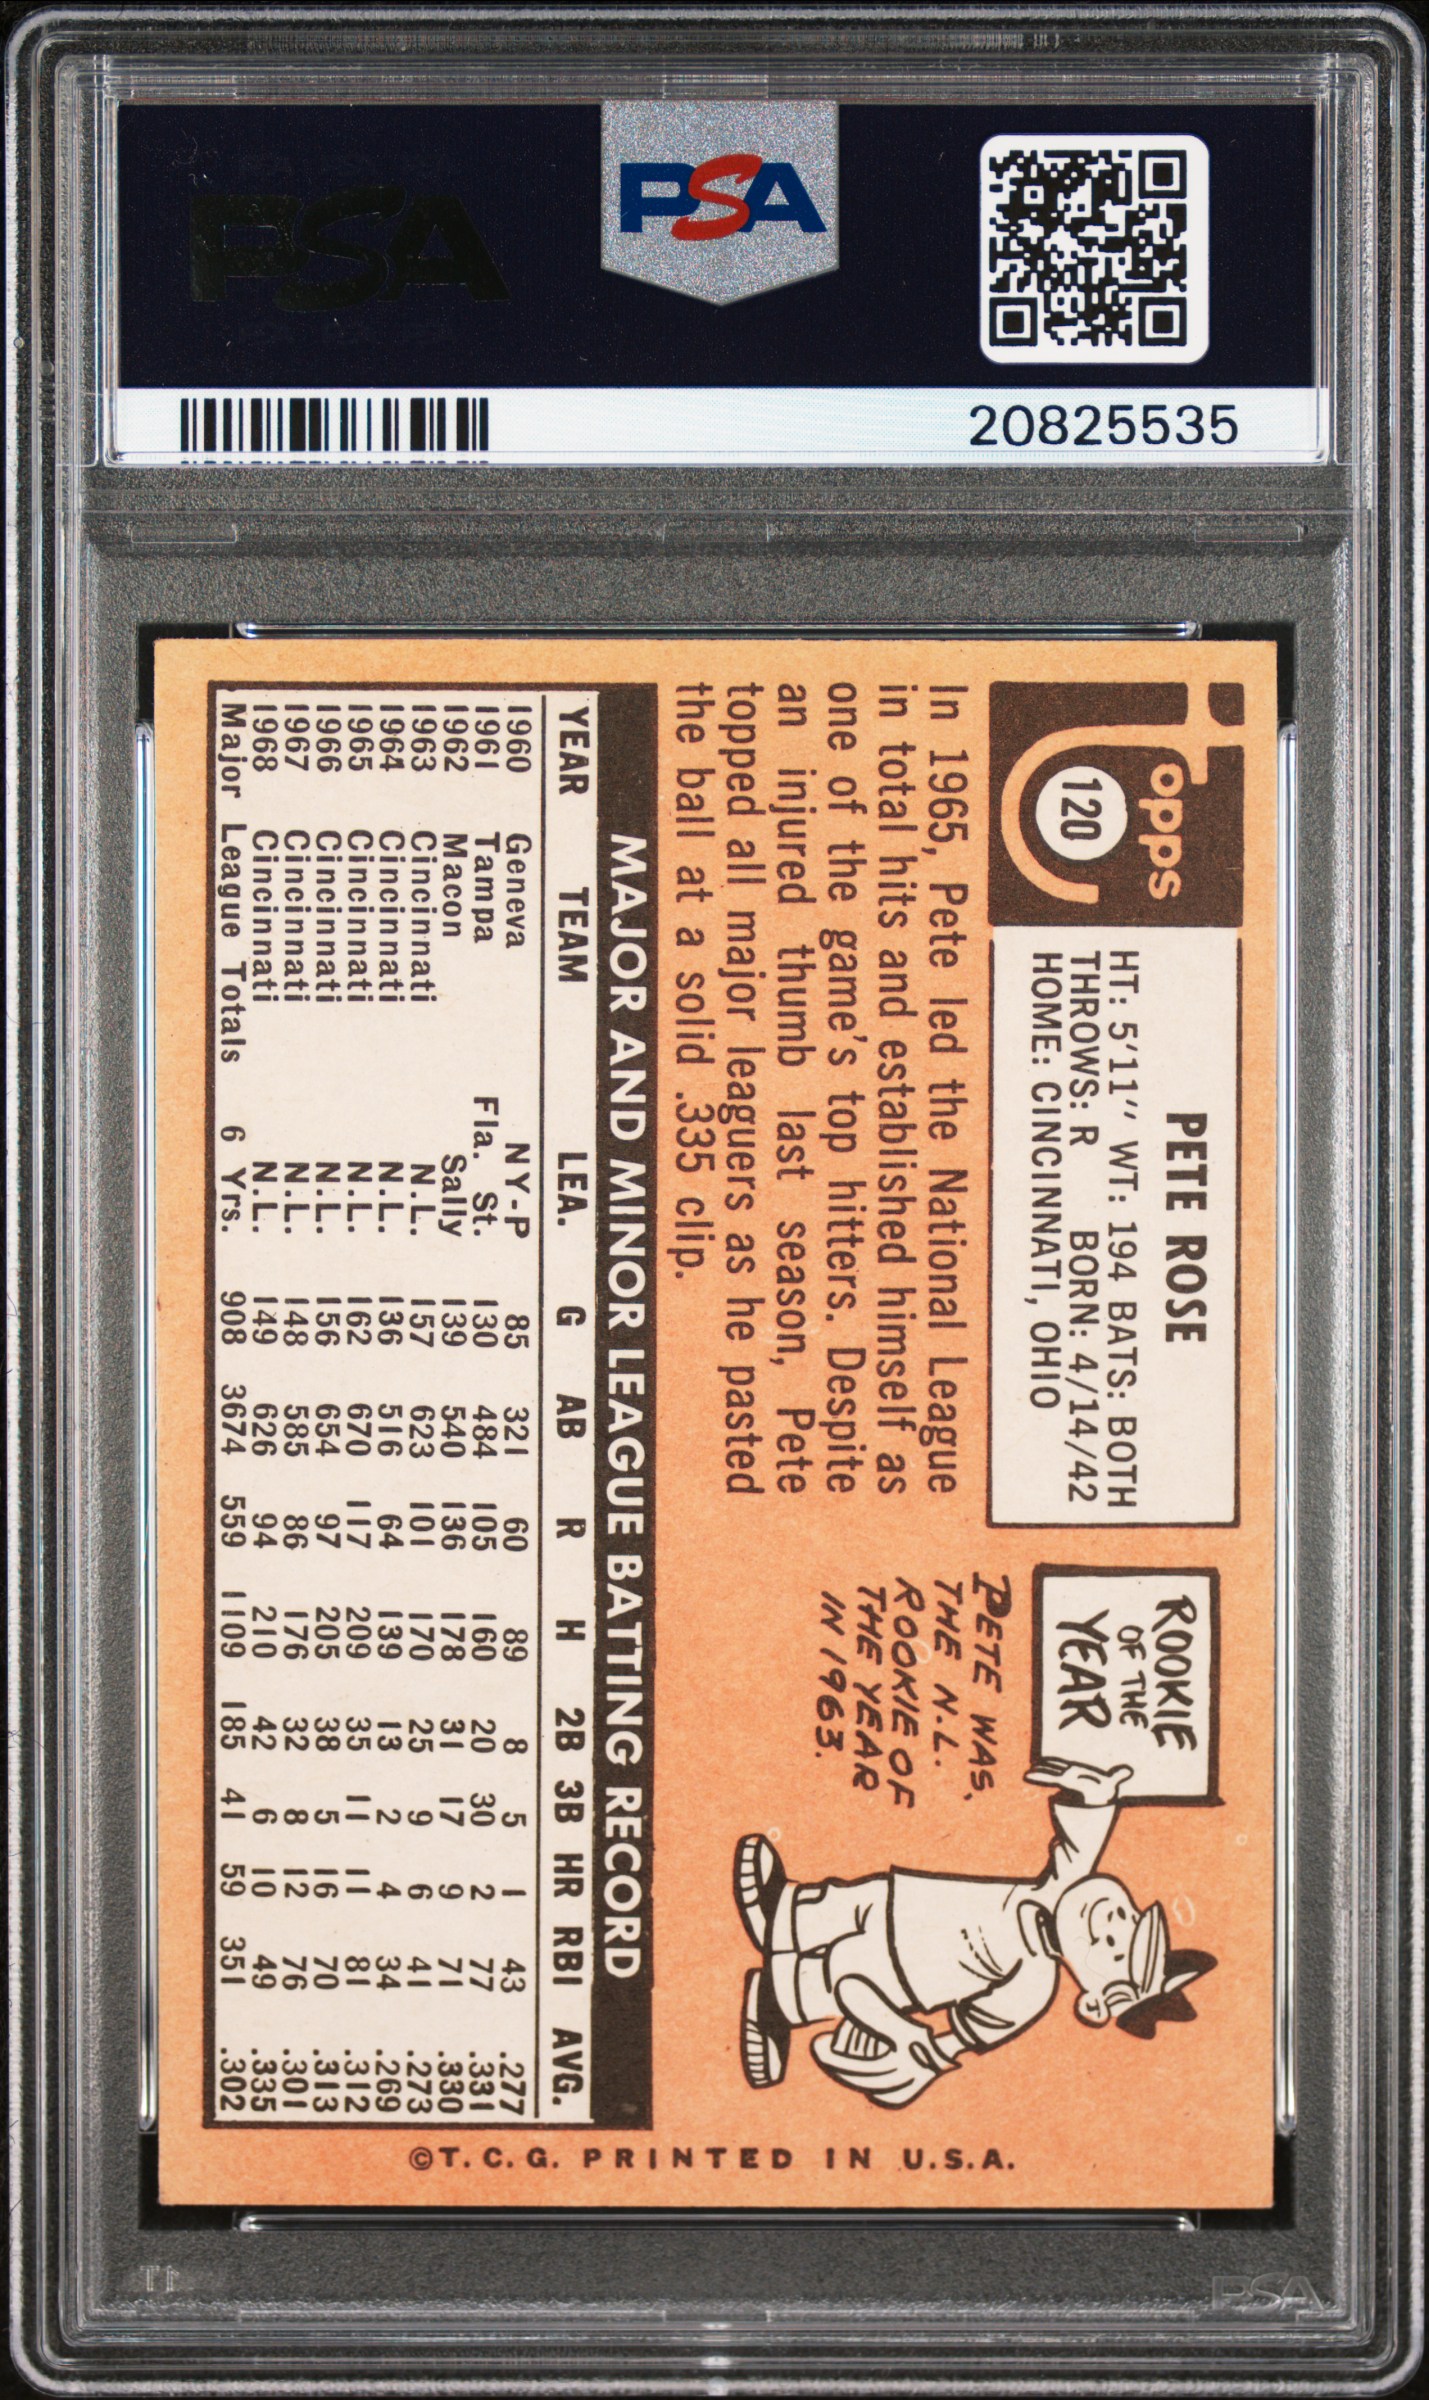 PSA
PSA
20825535
Topps
120
PETE ROSE
HT: 5'11" WT: 194 BATS: BOTH
THROWS: R BORN: 4/14/42
HOME: CINCINNATI, OHIO
In 1965, Pete led the National League
in total hits and established himself as
one of the game's top hitters. Despite
an injured thumb last season, Pete
topped all major leaguers as he pasted
the ball at a solid .335 clip.
ROOKIE
OF THE
YEAR
PETE WAS
THE N.L.
ROOKIE OF
THE YEAR
IN 1963.
MAJOR AND MINOR LEAGUE BATTING RECORD
YEAR TEAM LEA. G AB R H 2B 3B HR RBI AVG.
1960 Geneva NY-P 85 321 60 89 8 5 1 43 .277
1961 Tampa Fla. St. 130 484 105 160 20 30 2 77 .331
1962 Macon Sally 139 540 136 178 31 17 9 71 .330
1963 Cincinnati N.L. 157 623 101 170 25 9 6 41 .273
1964 Cincinnati N.L. 136 516 64 139 13 2 4 34 .269
1965 Cincinnati N.L. 162 670 117 209 35 11 11 81 .312
1966 Cincinnati N.L. 156 654 97 205 38 5 16 70 .313
1967 Cincinnati N.L. 148 585 86 176 32 8 12 76 .301
1968 Cincinnati N.L. 149 626 94 210 42 6 10 49 .335
Major League Totals 6 Yrs. 908 3674 559 1109 185 41 59 351 .302
©T.C.G. PRINTED IN U.S.A.
PSA